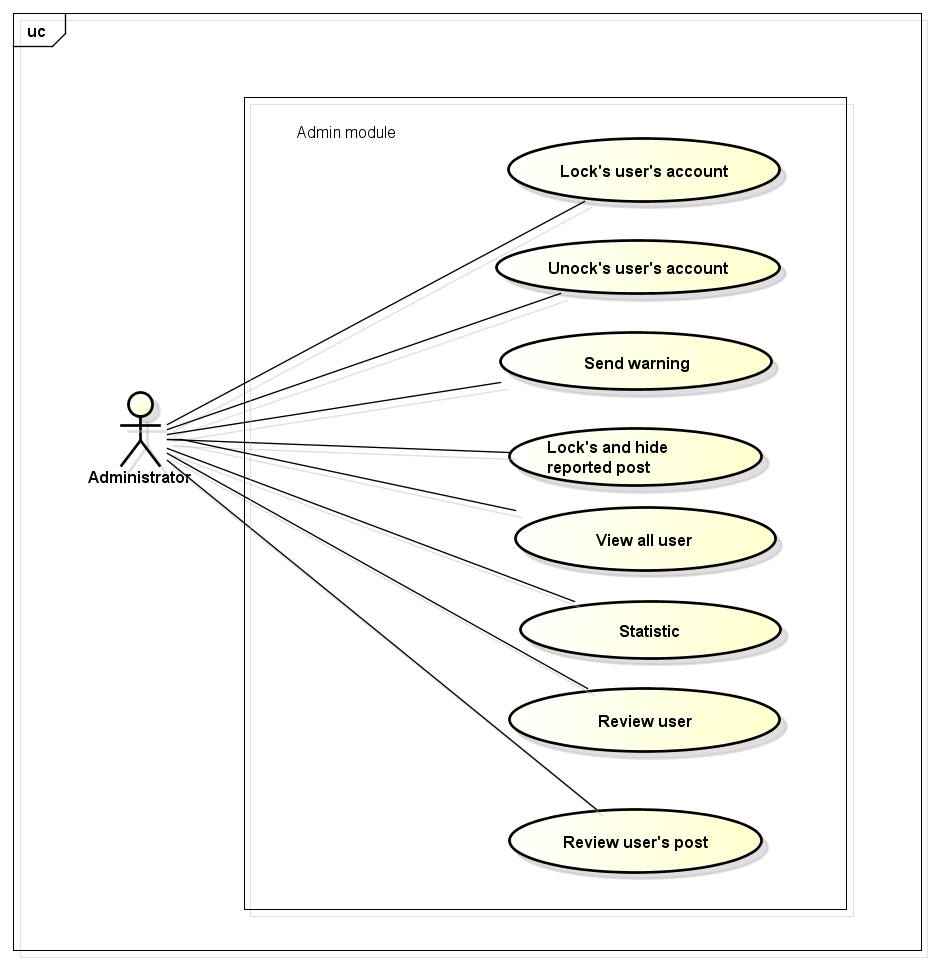 uc
Admin module
Lock's user's account
Unock's user's account
Send warning
Lock's and hide
reported post
Administrator
View all user
Statistic
Review user
Review user's post